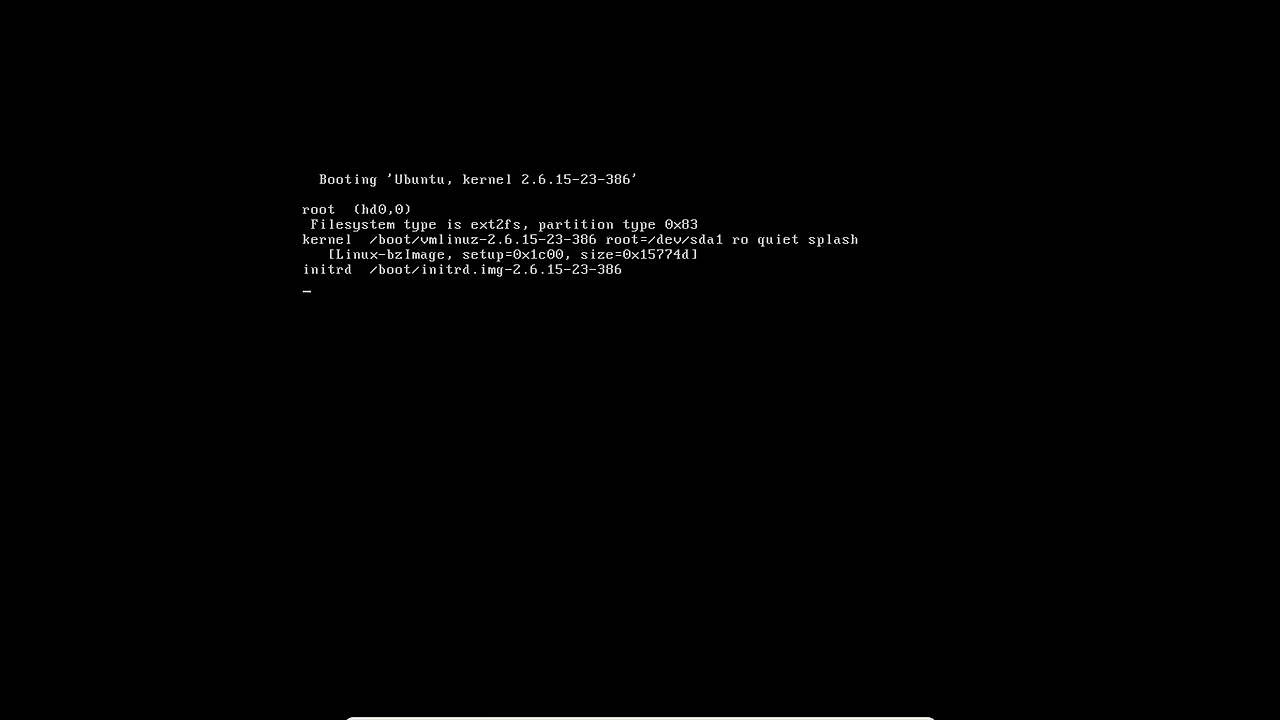 Booting 'Ubuntu, kernel 2.6.15-23-386'
root  (hd0,0)
Filesystem type is ext2fs, partition type 0x83
kernel  /boot/vmlinuz-2.6.15-23-386 root=/dev/sda1 ro quiet splash
[Linux-bzImage, setup=0x1c00, size=0x15774d]
initrd  /boot/initrd.img-2.6.15-23-386
_